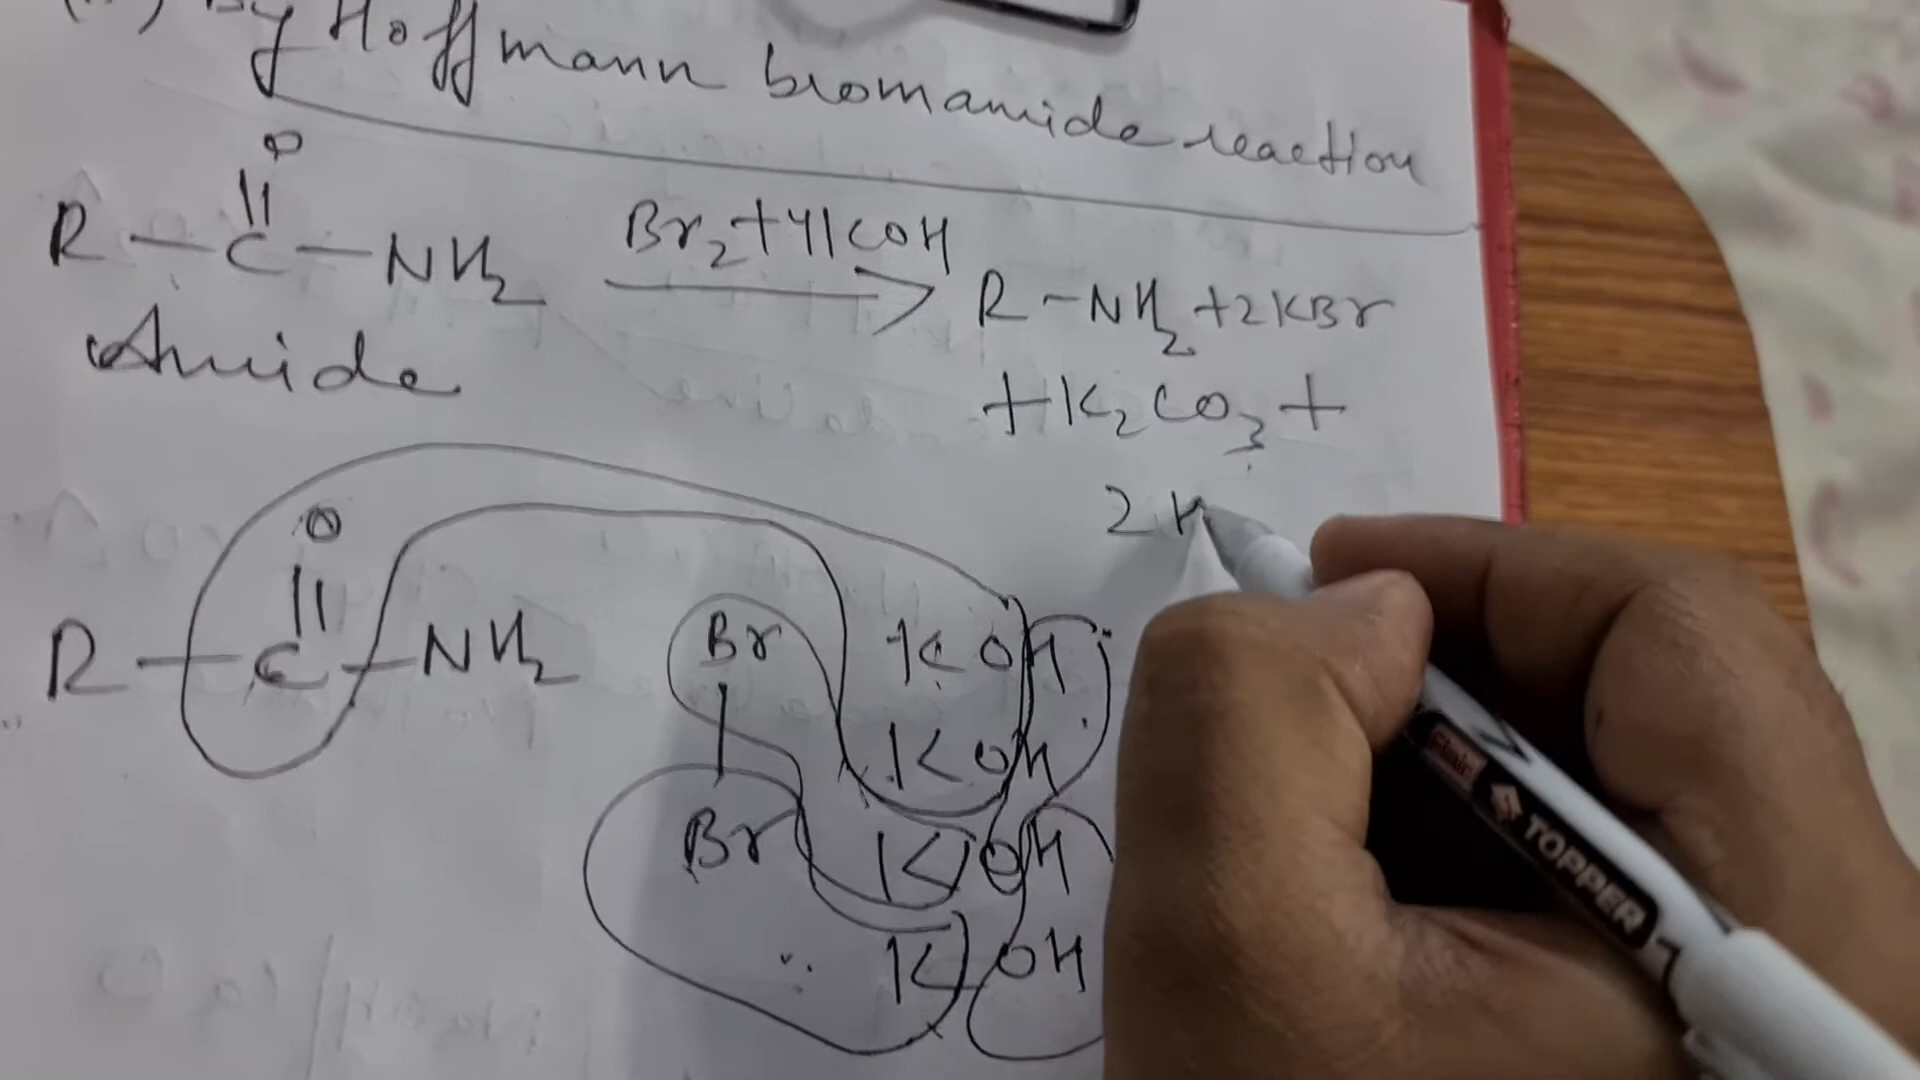 By Hoffmann bromamide reaction
O
||
R-C-NH2 Br2+4KOH R-NH2+2KBr
Amide
+K2CO3+
2H
O
||
R-C-NH2 Br KOH
| KOH
Br KOH
KOH
TOPPER